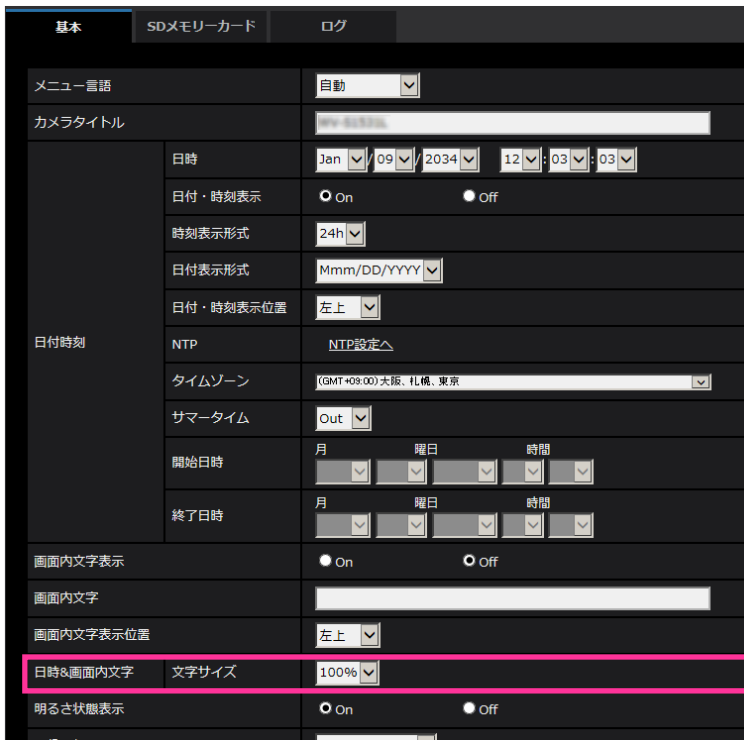 基本 SDメモリーカード ログ
メニュー言語 自動
カメラタイトル
日付時刻
日時 Jan / 09 / 2034 12 : 03 : 03
日付・時刻表示 On Off
時刻表示形式 24h
日付表示形式 Mmm/DD/YYYY
日付・時刻表示位置 左上
NTP NTP設定へ
タイムゾーン (GMT+09:00)大阪、札幌、東京
サマータイム Out
開始日時 月 曜日 時間
終了日時 月 曜日 時間
画面内文字表示 On Off
画面内文字
画面内文字表示位置 左上
日時&画面内文字 文字サイズ 100%
明るさ状態表示 On Off